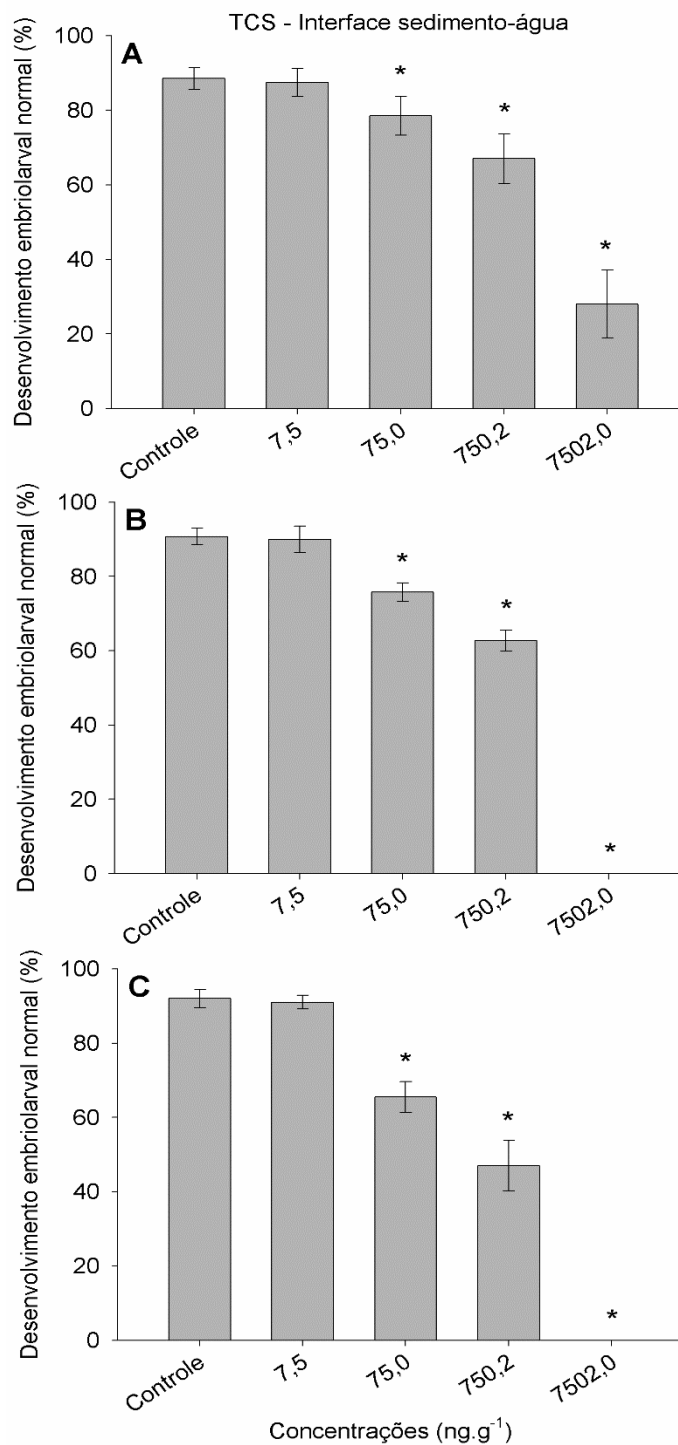 TCS - Interface sedimento-água
A
Desenvolvimento embriolarval normal (%)
100
80
60
40
20
0
* * *
Controle 7,5 75,0 750,2 7502,0
B
Desenvolvimento embriolarval normal (%)
100
80
60
40
20
0
* * *
Controle 7,5 75,0 750,2 7502,0
C
Desenvolvimento embriolarval normal (%)
100
80
60
40
20
0
* * *
Controle 7,5 75,0 750,2 7502,0
Concentrações (ng.g⁻¹)